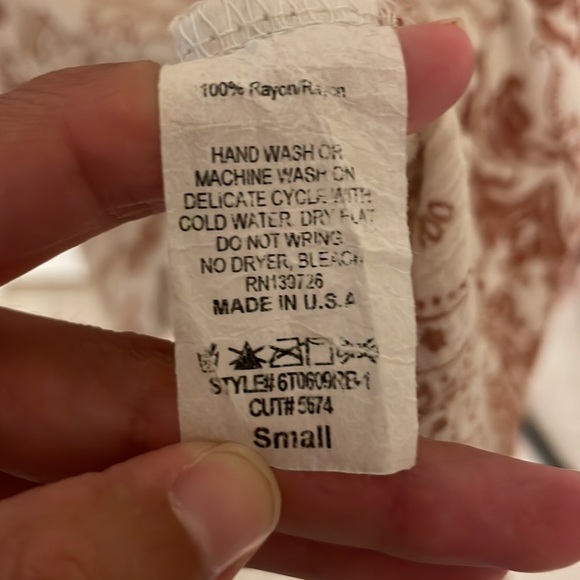 100% Rayon/Rayon
HAND WASH OR
MACHINE WASH ON
DELICATE CYCLE WITH
COLD WATER. DRY FLAT
DO NOT WRING
NO DRYER, BLEACH
RN139726
MADE IN U.S.A
STYLE# 6T0609RB-1
CUT# 5674
Small